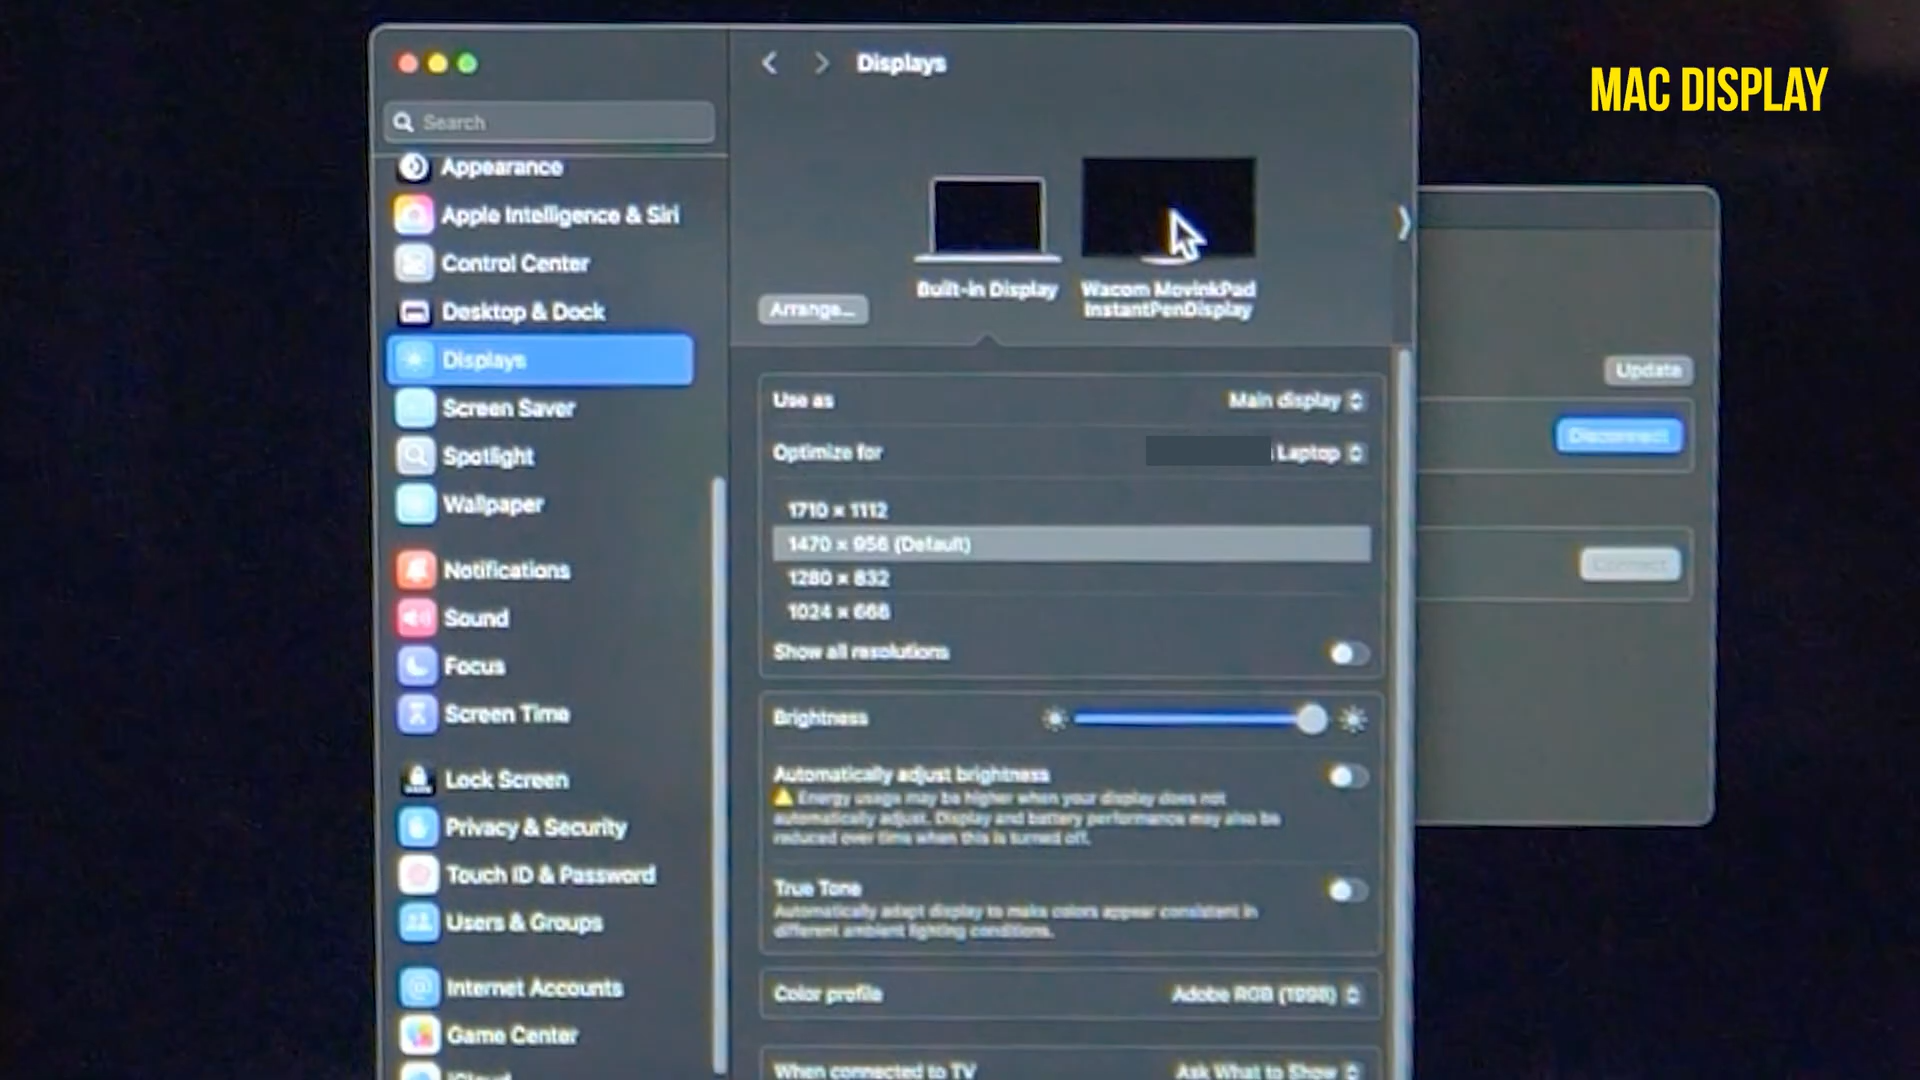 MAC DISPLAY
Displays
Search
Appearance
Apple Intelligence & Siri
Control Center
Desktop & Dock
Displays
Screen Saver
Spotlight
Wallpaper
Notifications
Sound
Focus
Screen Time
Lock Screen
Privacy & Security
Touch ID & Password
Users & Groups
Internet Accounts
Game Center
iCloud
Built-in Display
Wacom MovinkPad
InstantPenDisplay
Arrange...
Use as
Main display
Optimize for
Laptop
1710 × 1112
1470 × 956 (Default)
1280 × 832
1024 × 666
Show all resolutions
Brightness
Automatically adjust brightness
Energy usage may be higher when your display does not
automatically adjust. Display and battery performance may also be
reduced over time when this is turned off.
True Tone
Automatically adapt display to make colors appear consistent in
different ambient lighting conditions.
Color profile
Adobe RGB (1998)
When connected to TV
Ask What to Show
Update
Disconnect
Connect